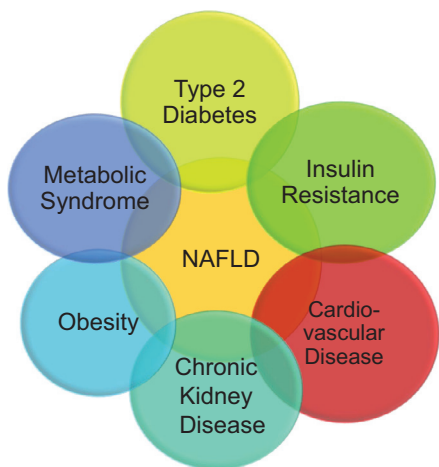 Type 2
Diabetes
Insulin
Resistance
Cardio-
vascular
Disease
Chronic
Kidney
Disease
Obesity
Metabolic
Syndrome
NAFLD